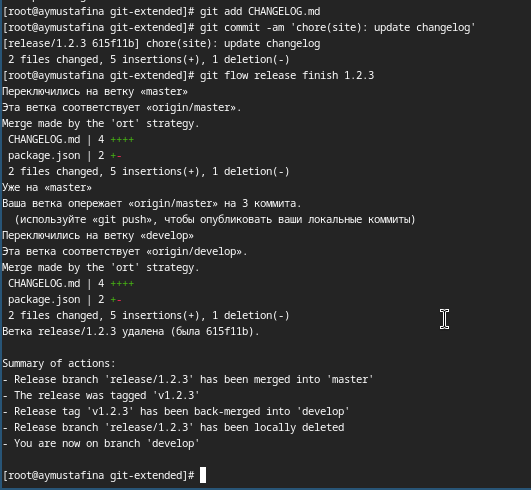 [root@aymustafina git-extended]# git add CHANGELOG.md
[root@aymustafina git-extended]# git commit -am 'chore(site): update changelog'
[release/1.2.3 615f11b] chore(site): update changelog
 2 files changed, 5 insertions(+), 1 deletion(-)
[root@aymustafina git-extended]# git flow release finish 1.2.3
Переключились на ветку «master»
Эта ветка соответствует «origin/master».
Merge made by the 'ort' strategy.
 CHANGELOG.md | 4 ++++
 package.json | 2 +-
 2 files changed, 5 insertions(+), 1 deletion(-)
Уже на «master»
Ваша ветка опережает «origin/master» на 3 коммита.
  (используйте «git push», чтобы опубликовать ваши локальные коммиты)
Переключились на ветку «develop»
Эта ветка соответствует «origin/develop».
Merge made by the 'ort' strategy.
 CHANGELOG.md | 4 ++++
 package.json | 2 +-
 2 files changed, 5 insertions(+), 1 deletion(-)
Ветка release/1.2.3 удалена (была 615f11b).

Summary of actions:
- Release branch 'release/1.2.3' has been merged into 'master'
- The release was tagged 'v1.2.3'
- Release tag 'v1.2.3' has been back-merged into 'develop'
- Release branch 'release/1.2.3' has been locally deleted
- You are now on branch 'develop'

[root@aymustafina git-extended]#